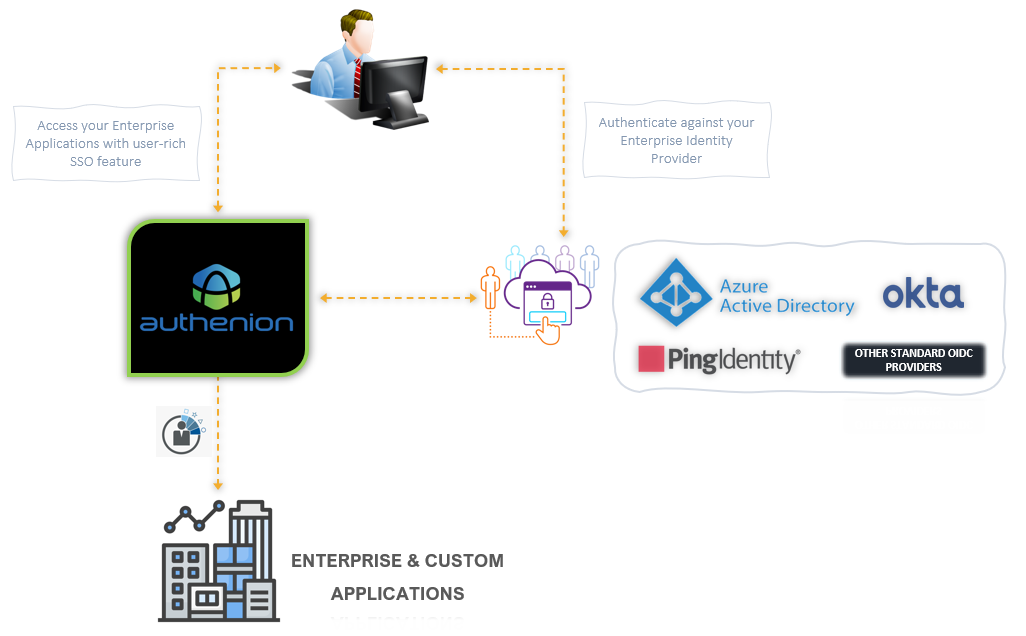 Access your Enterprise
Applications with user-rich
SSO feature
Authenticate against your
Enterprise Identity
Provider
authenion
Azure
Active Directory
okta
PingIdentity®
OTHER STANDARD OIDC
PROVIDERS
ENTERPRISE & CUSTOM
APPLICATIONS